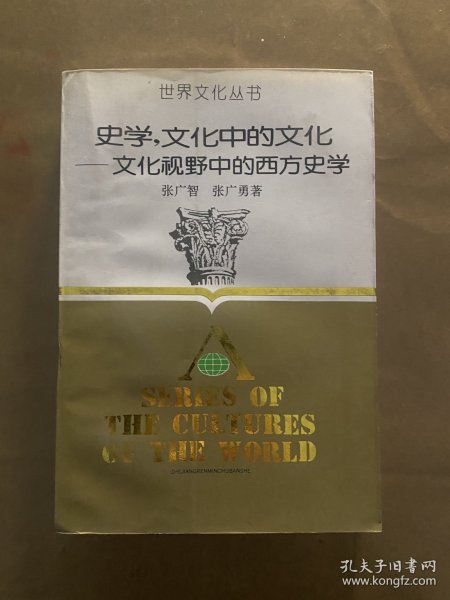 世界文化丛书
史学,文化中的文化
——文化视野中的西方史学
张广智 张广勇著
A
SERIES OF
THE CULTURES
OF THE WORLD
ZHEJIANGRENMINCHUBANSHE
孔夫子旧书网
www.kongfz.com